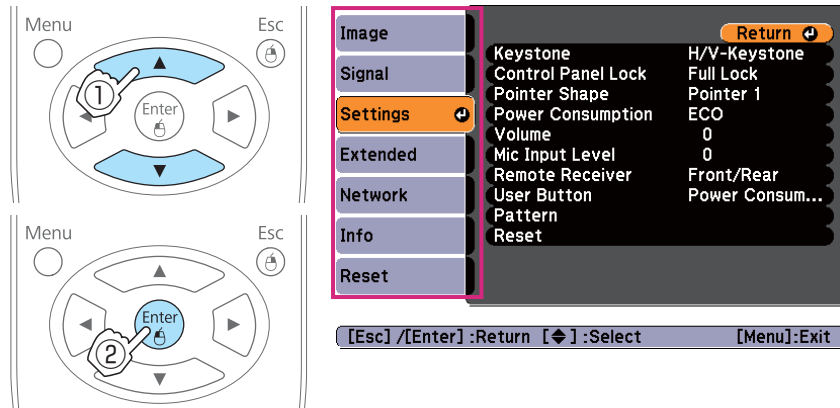 Menu Esc
1
Enter
Menu Esc
Enter
2
Image
Signal
Settings
Extended
Network
Info
Reset
Return
Keystone H/V-Keystone
Control Panel Lock Full Lock
Pointer Shape Pointer 1
Power Consumption ECO
Volume 0
Mic Input Level 0
Remote Receiver Front/Rear
User Button Power Consum...
Pattern
Reset
[Esc] /[Enter] :Return [◆] :Select [Menu]:Exit